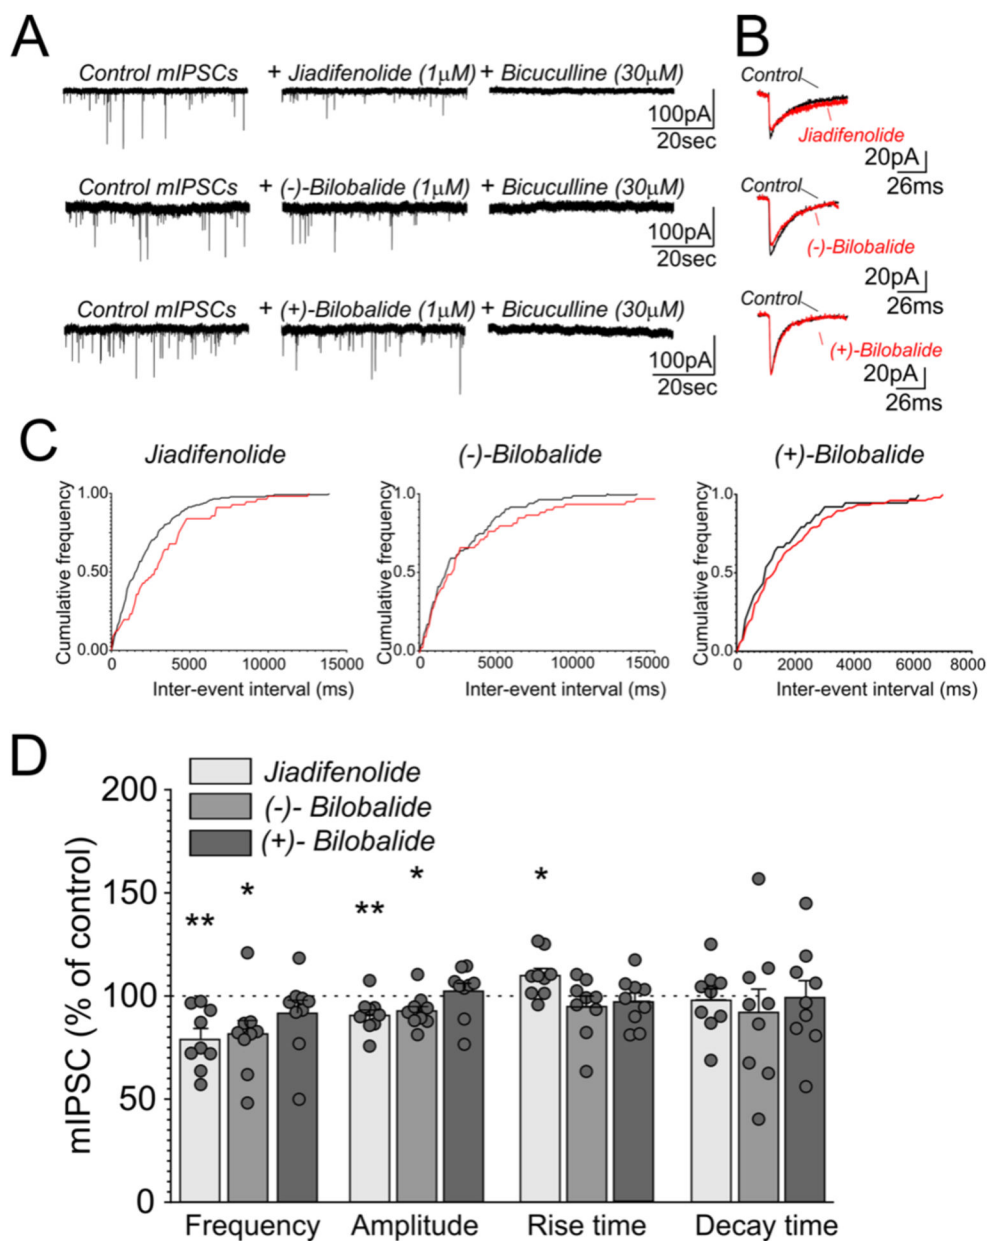 A
B
Control mIPSCs + Jiadifenolide (1µM) + Bicuculline (30µM)
100pA
20sec
Control
Jiadifenolide
20pA
26ms
Control mIPSCs + (-)-Bilobalide (1µM) + Bicuculline (30µM)
100pA
20sec
Control
(-)-Bilobalide
20pA
26ms
Control mIPSCs + (+)-Bilobalide (1µM) + Bicuculline (30µM)
100pA
20sec
Control
(+)-Bilobalide
20pA
26ms
C
Jiadifenolide
Cumulative frequency
1.00
0.50
0.00
0 5000 10000 15000
Inter-event interval (ms)
(-)-Bilobalide
Cumulative frequency
1.0
0.5
0.0
0 5000 10000 15000
Inter-event interval (ms)
(+)-Bilobalide
Cumulative frequency
1.0
0.5
0.0
0 2000 4000 6000 8000
Inter-event interval (ms)
D
Jiadifenolide
(-)- Bilobalide
(+)- Bilobalide
mIPSC (% of control)
200
150
100
50
0
** * ** * *
Frequency Amplitude Rise time Decay time